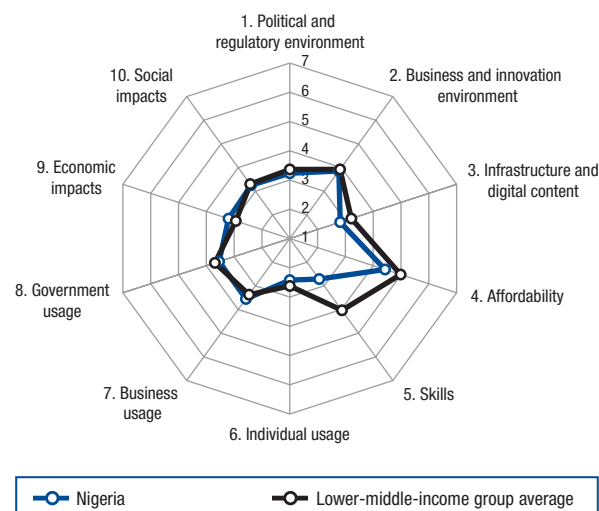 1. Political and
regulatory environment
2. Business and innovation
environment
3. Infrastructure and
digital content
4. Affordability
5. Skills
6. Individual usage
7. Business
usage
8. Government
usage
9. Economic
impacts
10. Social
impacts
7
6
5
4
3
2
1
Nigeria
Lower-middle-income group average